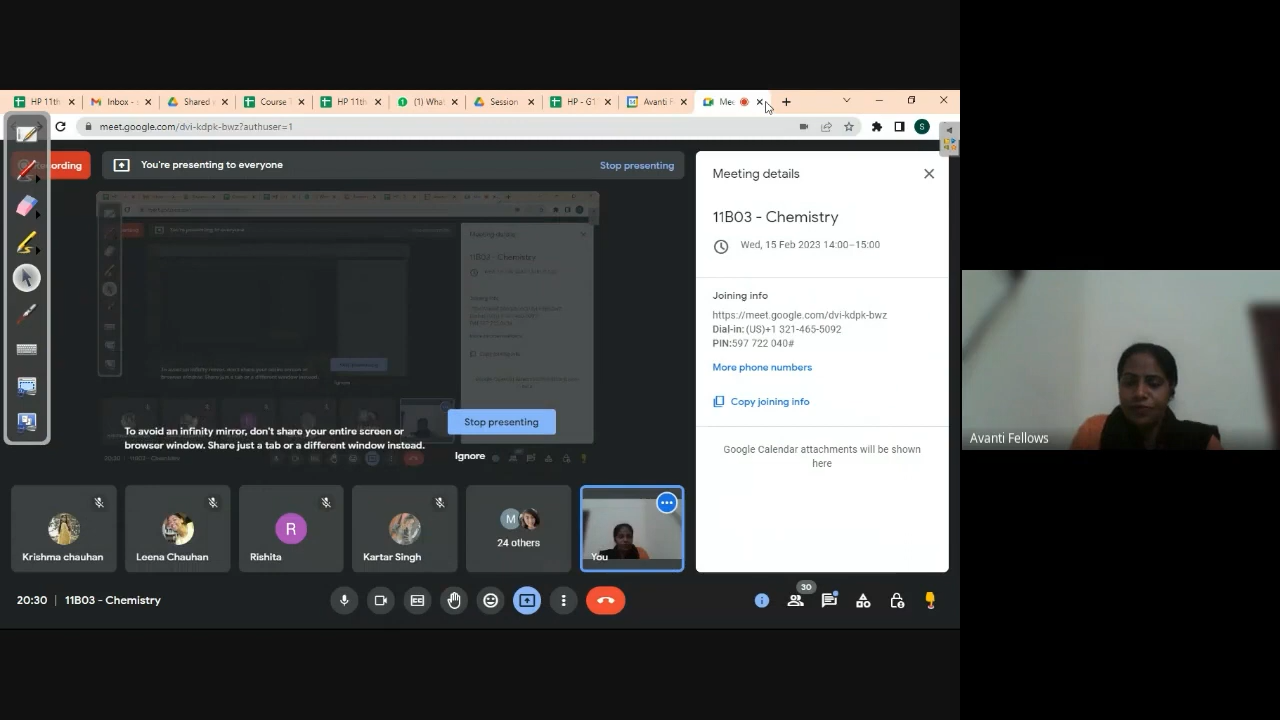 HP 11th
Inbox -
Shared
Course
HP 11th
(1) Wha
Session
HP - G1
Avanti F
Mee
meet.google.com/dvi-kdpk-bwz?authuser=1
ording
You're presenting to everyone
Stop presenting
Meeting details
11B03 - Chemistry
Wed, 15 Feb 2023 14:00–15:00
Joining info
https://meet.google.com/dvi-kdpk-bwz
Dial-in: (US)+1 321-465-5092
PIN:597 722 040#
More phone numbers
Copy joining info
Google Calendar attachments will be shown
here
Stop presenting
To avoid an infinity mirror, don't share your entire screen or
browser window. Share just a tab or a different window instead.
Ignore
Krishma chauhan
Leena Chauhan
R
Rishita
Kartar Singh
M
24 others
You
20:30 | 11B03 - Chemistry
30
S
Avanti Fellows